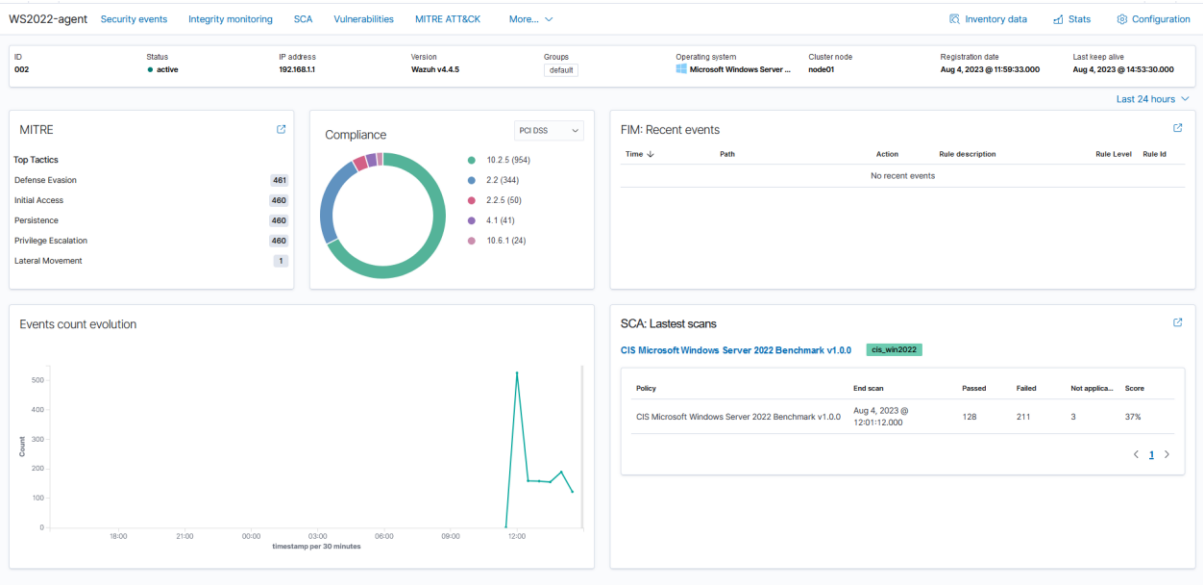 WS2022-agent Security events Integrity monitoring SCA Vulnerabilities MITRE ATT&CK More... Inventory data Stats Configuration
ID Status IP address Version Groups Operating system Cluster node Registration date Last keep alive
002 active 192.168.1.1 Wazuh v4.4.5 default Microsoft Windows Server ... node01 Aug 4, 2023 @ 11:59:33.000 Aug 4, 2023 @ 14:53:30.000
Last 24 hours
MITRE
Top Tactics
Defense Evasion 461
Initial Access 460
Persistence 460
Privilege Escalation 460
Lateral Movement 1
Compliance PCI DSS
10.2.5 (954)
2.2 (344)
2.2.5 (50)
4.1 (41)
10.6.1 (24)
FIM: Recent events
Time Path Action Rule description Rule Level Rule Id
No recent events
Events count evolution
500
400
300
200
100
0
Count
18:00 21:00 00:00 03:00 06:00 09:00 12:00
timestamp per 30 minutes
SCA: Lastest scans
CIS Microsoft Windows Server 2022 Benchmark v1.0.0 cis_win2022
Policy End scan Passed Failed Not applica... Score
CIS Microsoft Windows Server 2022 Benchmark v1.0.0 Aug 4, 2023 @ 128 211 3 37%
12:01:12.000
1